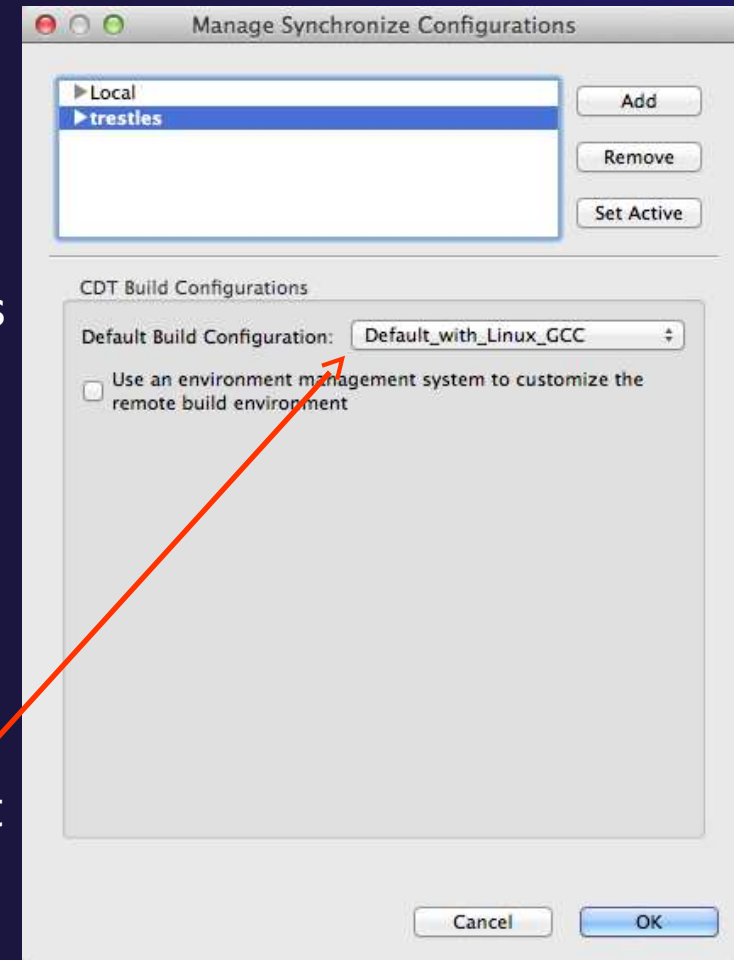 Manage Synchronize Configurations
Local
trestles
Add
Remove
Set Active
CDT Build Configurations
Default Build Configuration: Default_with_Linux_GCC
Use an environment management system to customize the
remote build environment
Cancel
OK